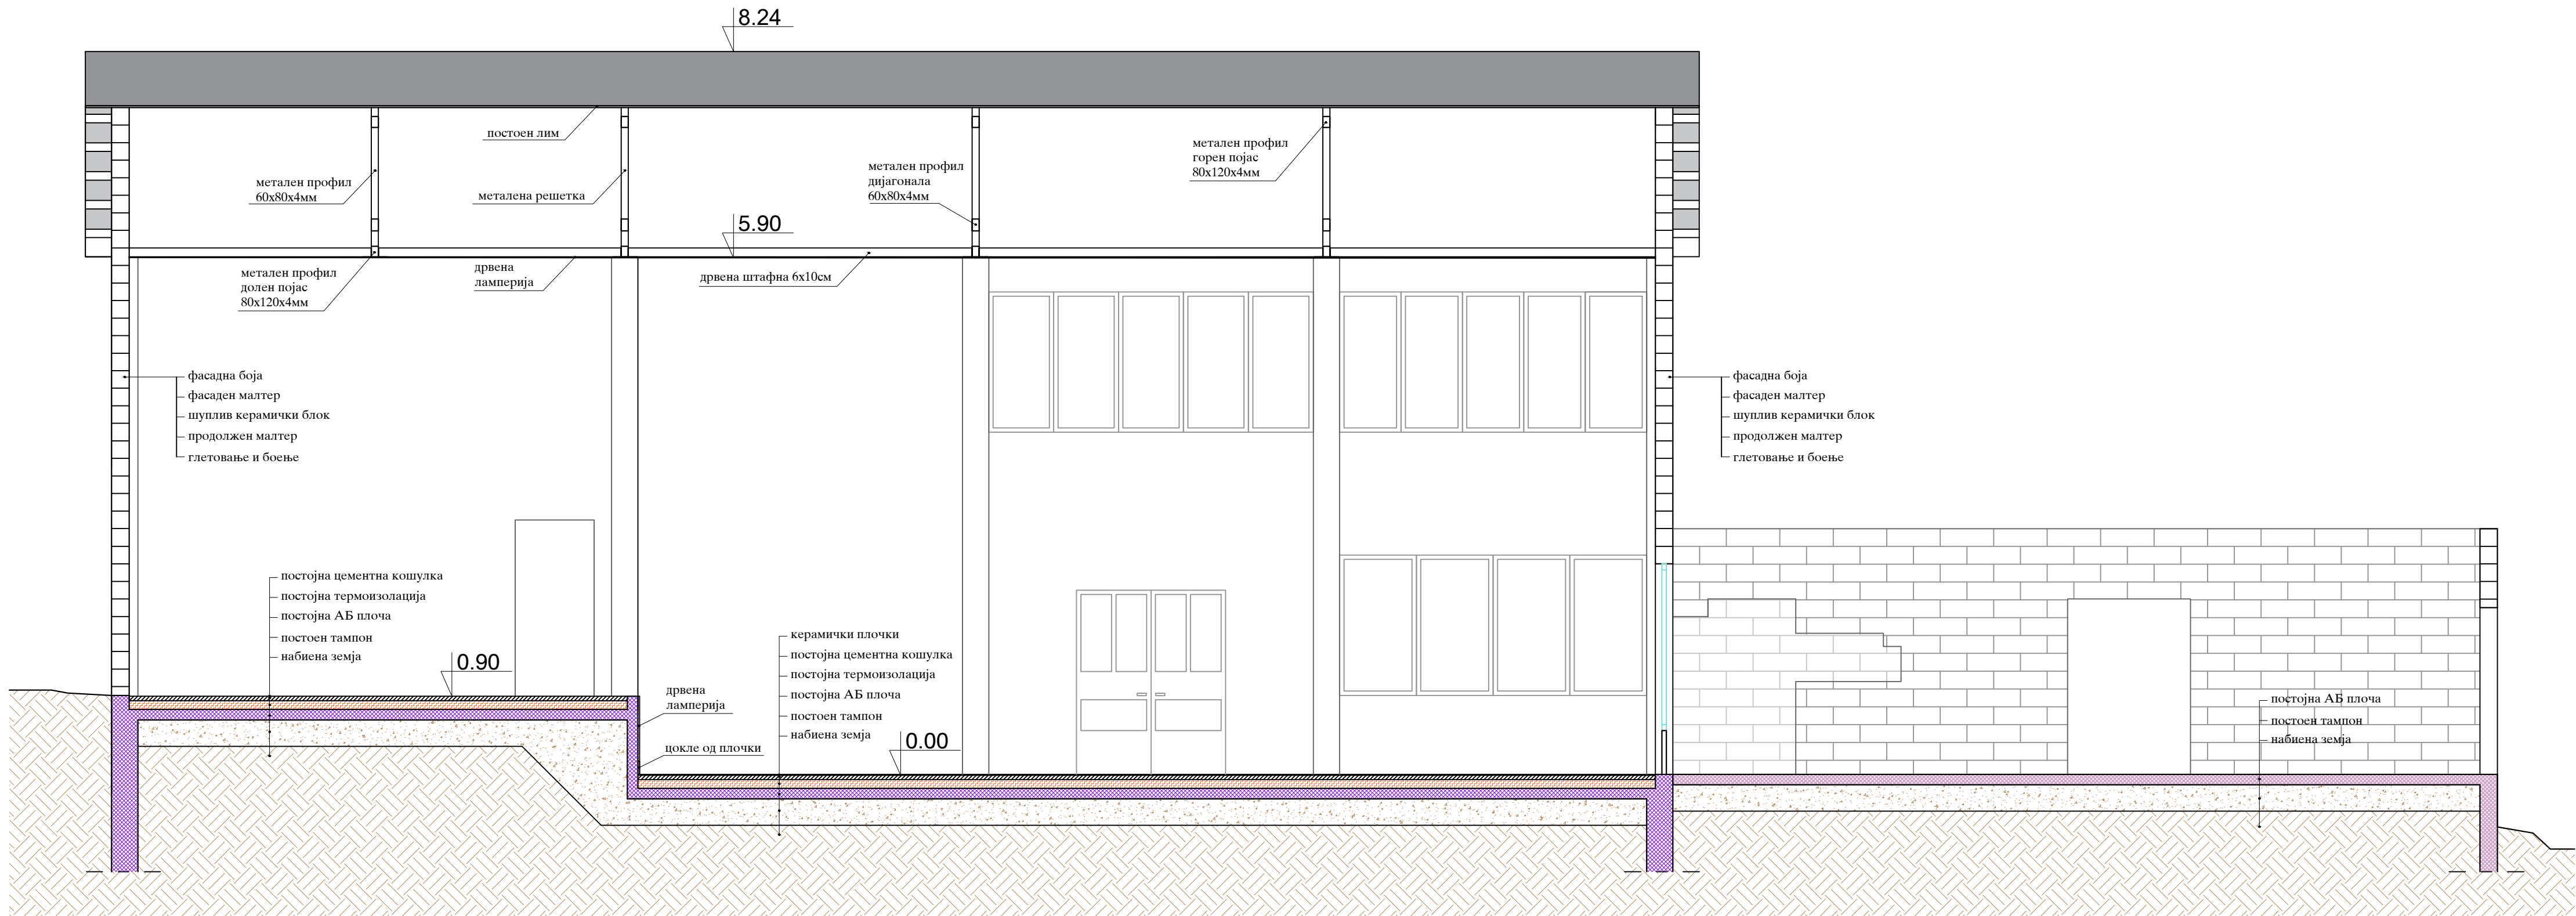 8.24
постоен лим
метален профил
60x80x4мм
металена решетка
метален профил
дијагонала
60x80x4мм
метален профил
горен појас
80x120x4мм
5.90
метален профил
долен појас
80x120x4мм
дрвена
ламперија
дрвена штафна 6x10см
фасадна боја
фасаден малтер
шуплив керамички блок
продолжен малтер
глетовање и боење
фасадна боја
фасаден малтер
шуплив керамички блок
продолжен малтер
глетовање и боење
постојна цементна кошулка
постојна термоизолација
постојна АБ плоча
постоен тампон
набиена земја
0.90
дрвена
ламперија
цокле од плочки
керамички плочки
постојна цементна кошулка
постојна термоизолација
постојна АБ плоча
постоен тампон
набиена земја
0.00
постојна АБ плоча
постоен тампон
набиена земја